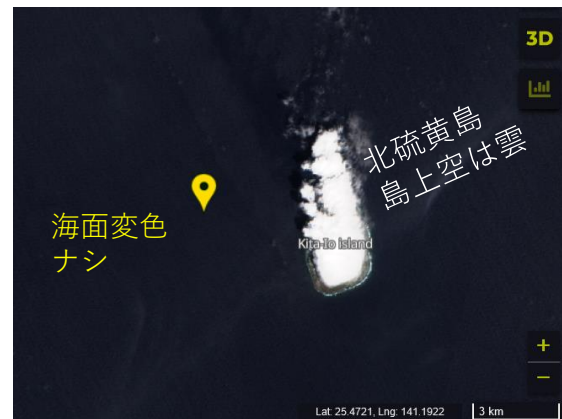 3D
北硫黄島
島上空は雲
海面変色
ナシ
Kita-Io island
+
−
Lat: 25.4721, Lng: 141.1922
3 km